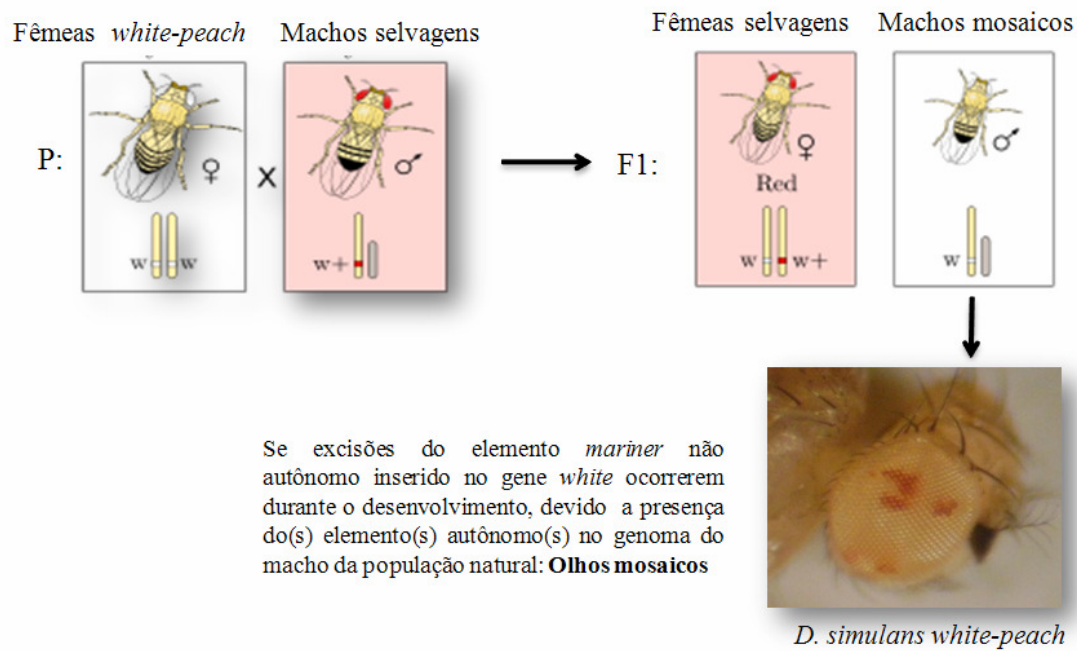 Fêmeas white-peach Machos selvagens
Fêmeas selvagens Machos mosaicos
P:
♀
X
♂
F1:
♀
♂
Red
w w
w+
w w+
w
Se excisões do elemento mariner não
autônomo inserido no gene white ocorrerem
durante o desenvolvimento, devido a presença
do(s) elemento(s) autônomo(s) no genoma do
macho da população natural: Olhos mosaicos
D. simulans white-peach